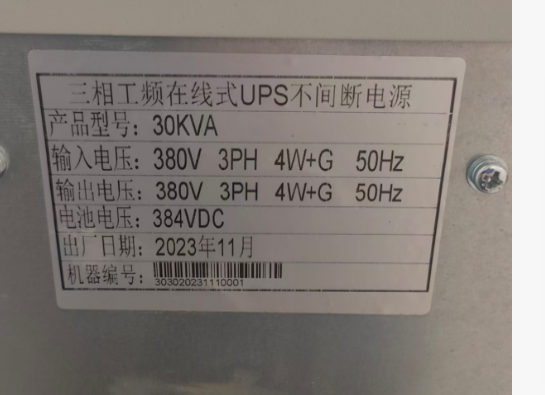 三相工频在线式UPS不间断电源
产品型号：30KVA
输入电压：380V 3PH 4W+G 50Hz
输出电压：380V 3PH 4W+G 50Hz
电池电压：384VDC
出厂日期：2023年11月
机器编号：
303020231110001